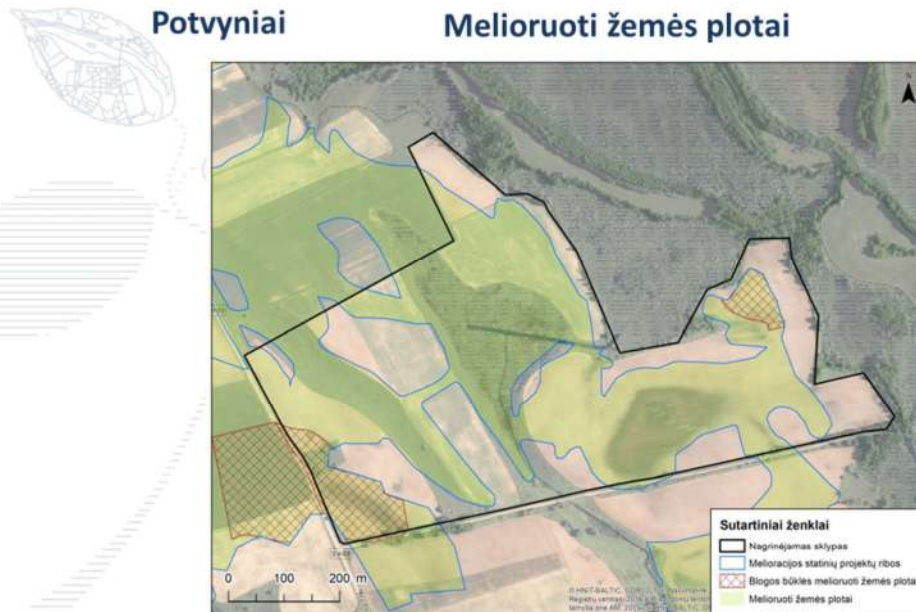 Potvyniai
Melioruoti žemės plotai
N
Sutartiniai ženklai
Nagrinėjamas sklypas
Melioracijos statinių projektų ribos
Blogos būklės melioruoti žemės plotai
Melioruoti žemės plotai
0 100 200 m